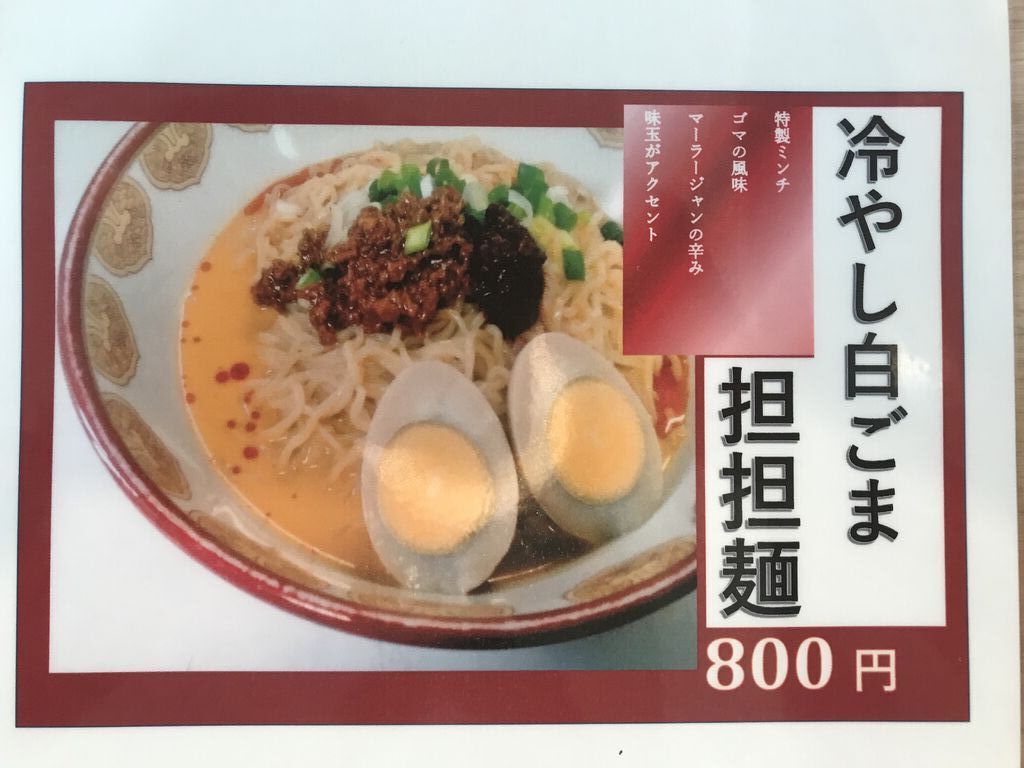 冷やし白ごま
担担麺
特製ミンチ
ゴマの風味
マーラージャンの辛み
味玉がアクセント
800 円